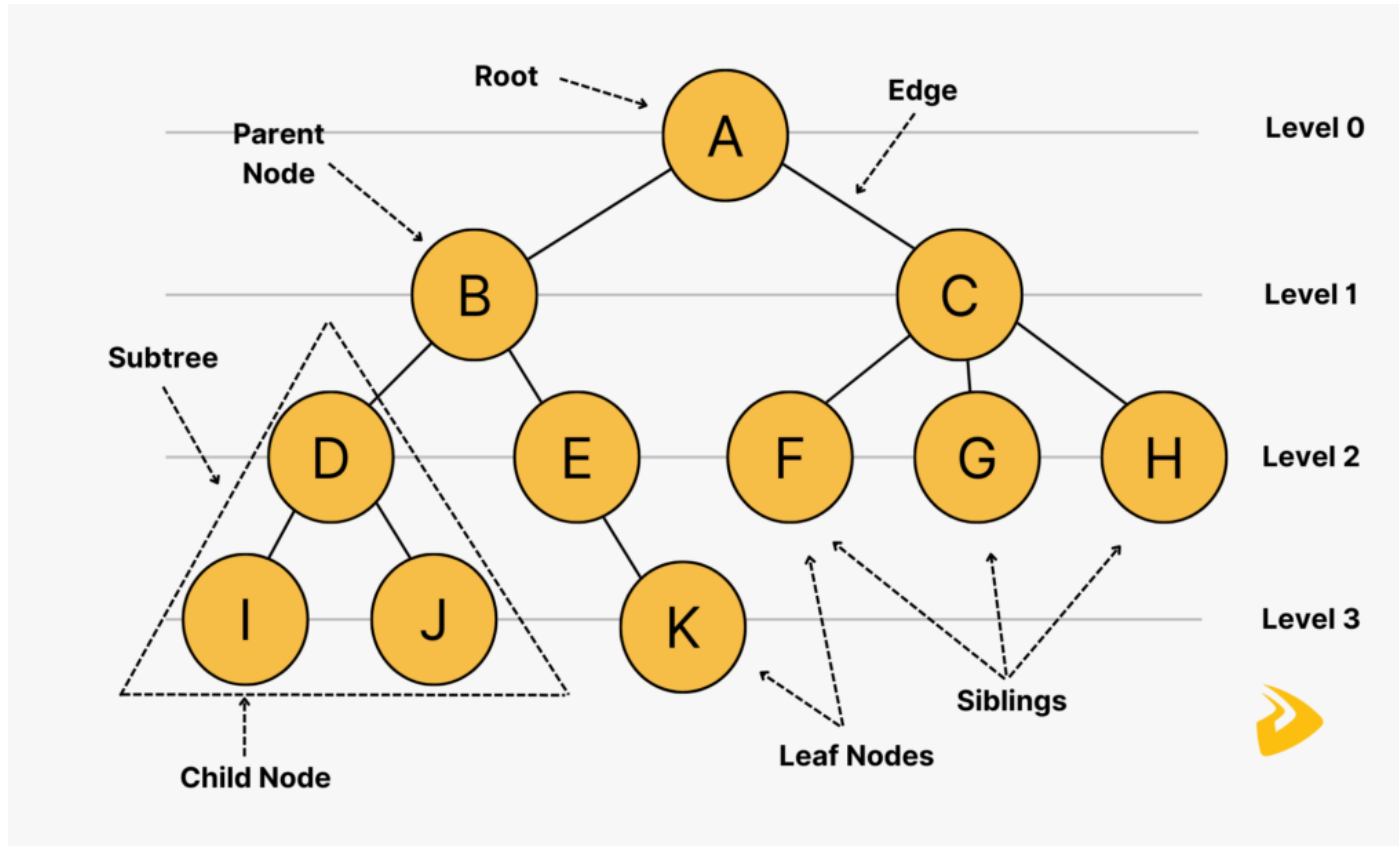 Root
Edge
A
Level 0
Parent
Node
B
C
Level 1
Subtree
D
E
F
G
H
Level 2
I
J
K
Level 3
Siblings
Leaf Nodes
Child Node